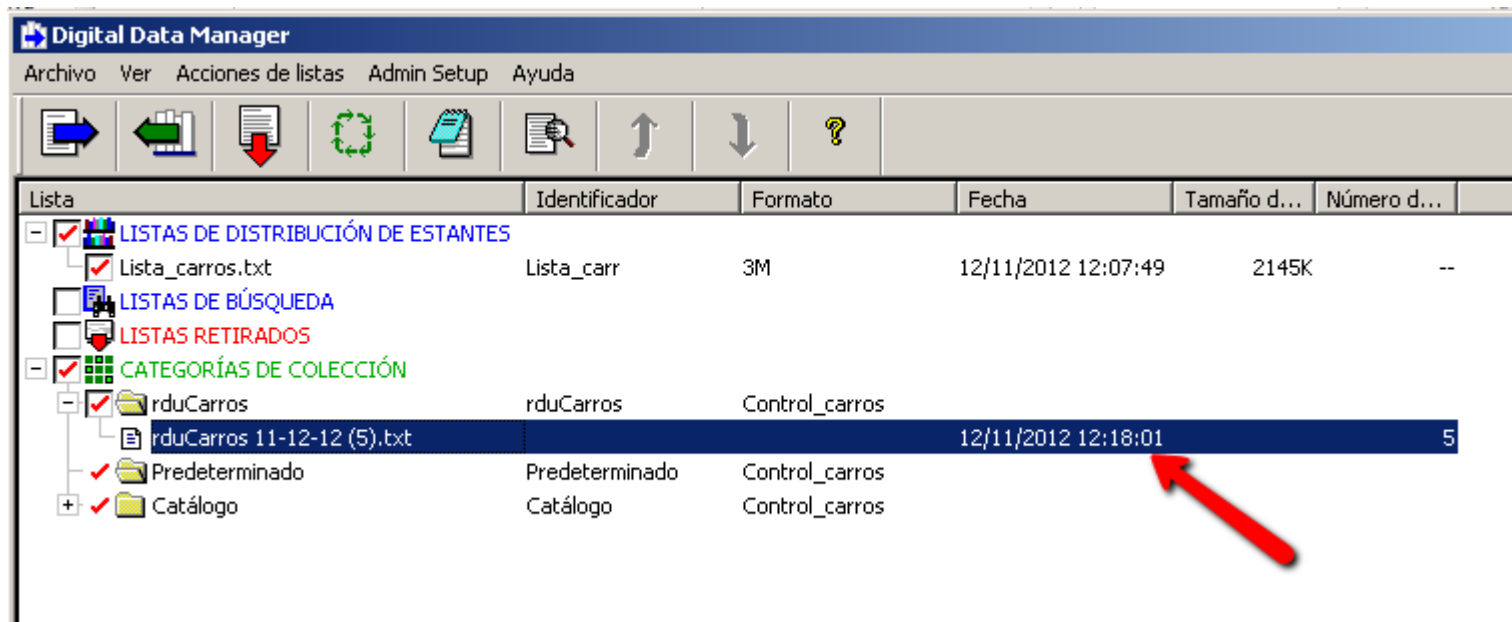 Digital Data Manager
Archivo Ver Acciones de listas Admin Setup Ayuda
Lista Identificador Formato Fecha Tamaño d... Número d...
LISTAS DE DISTRIBUCIÓN DE ESTANTES
Lista_carros.txt Lista_carr 3M 12/11/2012 12:07:49 2145K --
LISTAS DE BÚSQUEDA
LISTAS RETIRADOS
CATEGORÍAS DE COLECCIÓN
rduCarros rduCarros Control_carros
rduCarros 11-12-12 (5).txt 12/11/2012 12:18:01 5
Predeterminado Predeterminado Control_carros
Catálogo Catálogo Control_carros